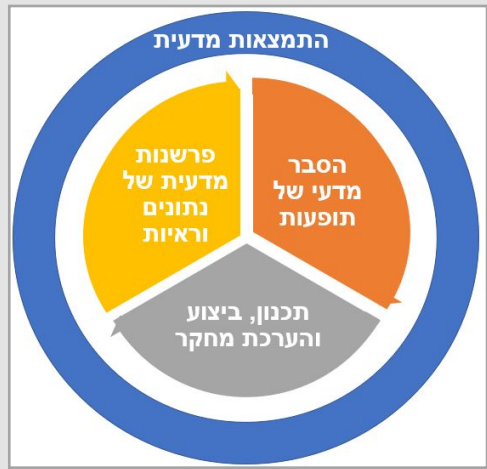 התמצאות מדעית
הסבר
מדעי של
תופעות
פרשנות
מדעית של
נתונים
וראיות
תכנון, ביצוע
והערכת מחקר